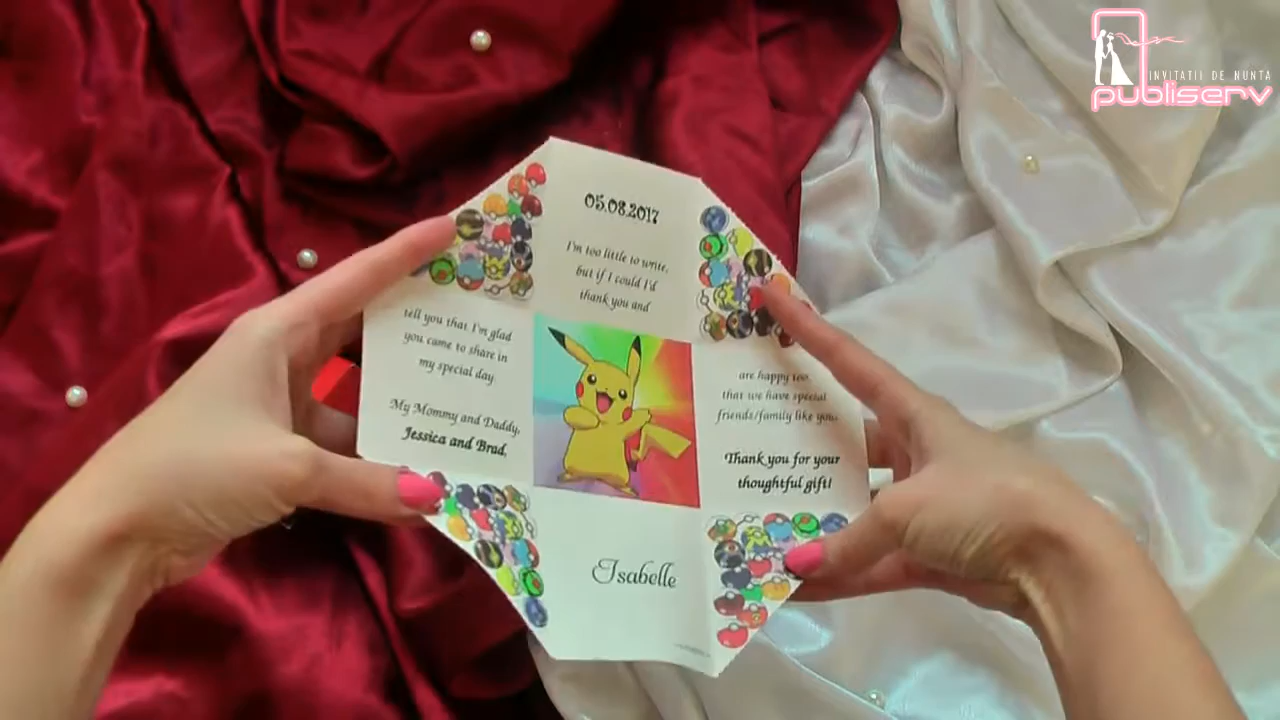 INVITATII DE NUNTA
publiserv
05.08.2017
I'm too little to write,
but if I could I'd
thank you and
tell you that I'm glad
you came to share in
my special day.
My Mommy and Daddy,
Jessica and Brad,
are happy too.
that we have special
friends/family like you.
Thank you for your
thoughtful gift!
Isabelle